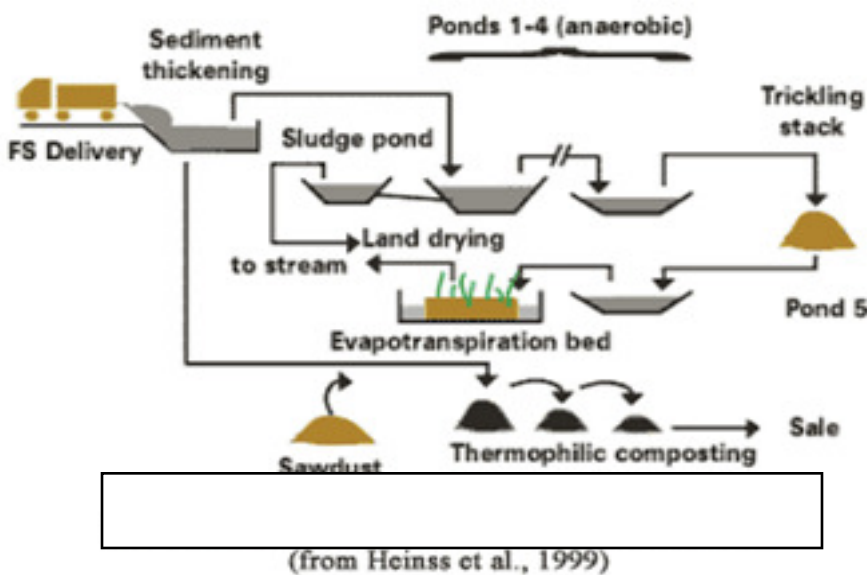 Ponds 1-4 (anaerobic)
Sediment
thickening
Trickling
stack
FS Delivery
Sludge pond
Land drying
to stream
Pond 5
Evapotranspiration bed
Sale
Thermophilic composting
Sawdust
(from Heinss et al., 1999)